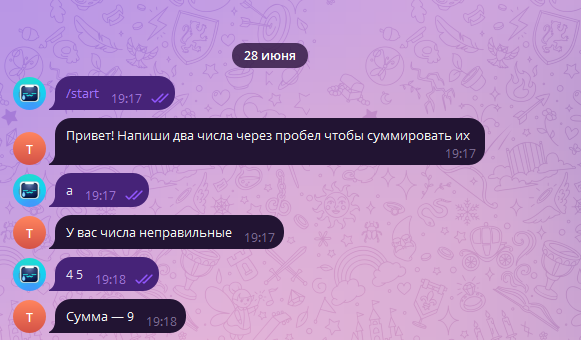 28 июня
/start 19:17
Привет! Напиши два числа через пробел чтобы суммировать их
19:17
а 19:17
Т
У вас числа неправильные 19:17
Т
4 5 19:18
Сумма — 9 19:18
Т